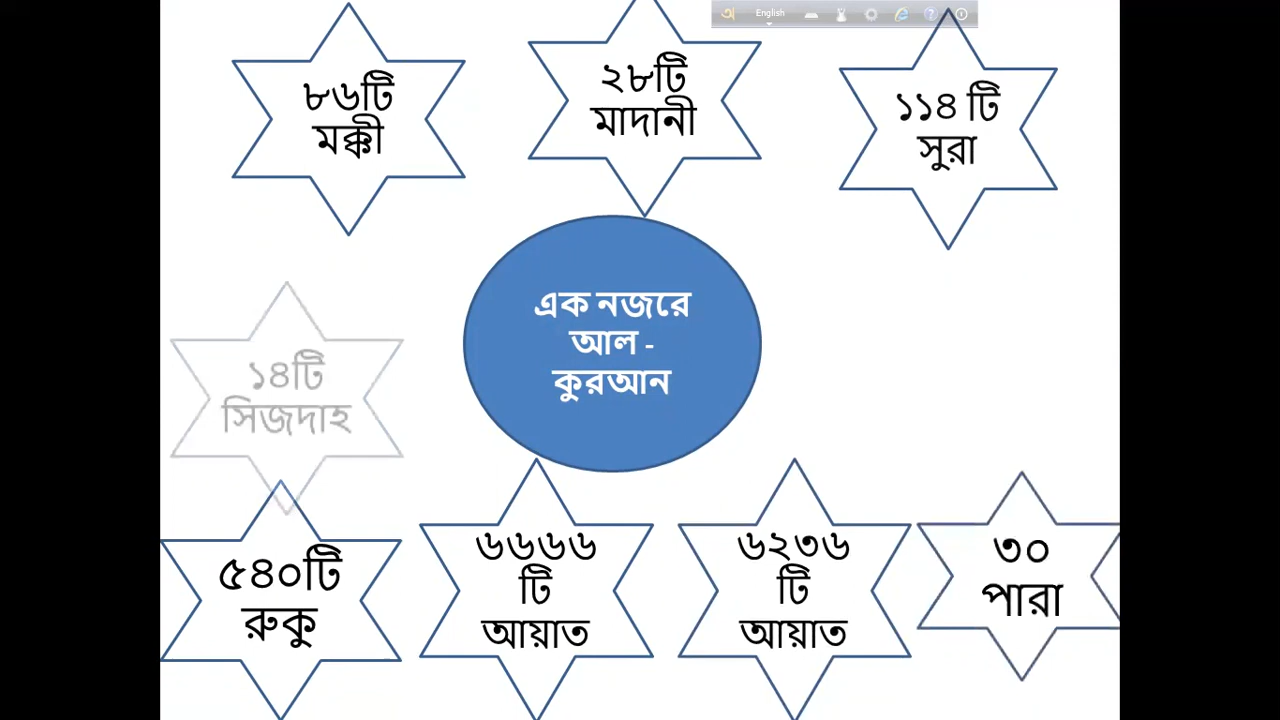 English
৮৬টি
মক্কী
২৮টি
মাদানী
১১৪ টি
সুরা
এক নজরে
আল -
কুরআন
১৪টি
সিজদাহ
৫৪০টি
রুকু
৬৬৬৬
টি
আয়াত
৬২৩৬
টি
আয়াত
৩০
পারা